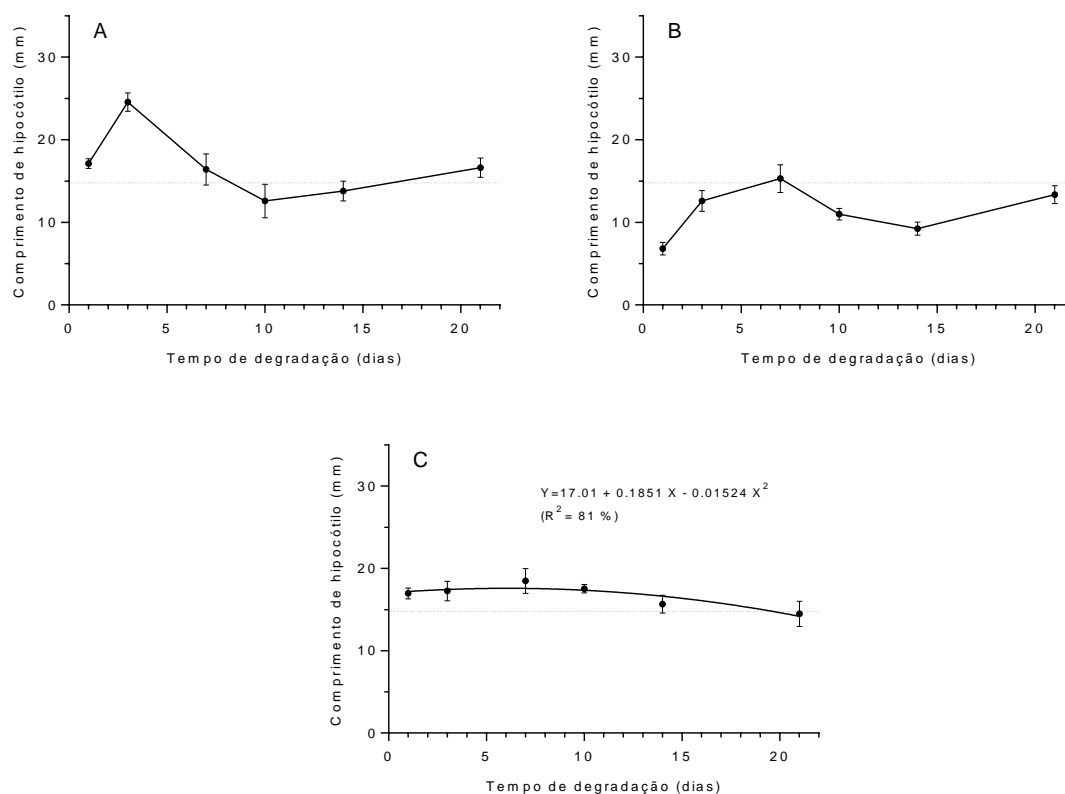 A
Comprimento de hipocótilo (mm)
30
20
10
0
0 5 10 15 20
Tempo de degradação (dias)
B
Comprimento de hipocótilo (mm)
30
20
10
0
0 5 10 15 20
Tempo de degradação (dias)
C
Comprimento de hipocótilo (mm)
Y=17.01 + 0.1851 X - 0.01524 X²
(R² = 81 %)
30
20
10
0
0 5 10 15 20
Tempo de degradação (dias)